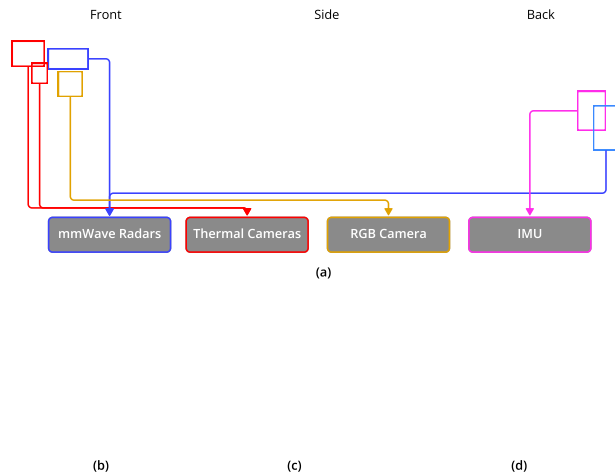 Front Side Back
mmWave Radars Thermal Cameras RGB Camera IMU
(a)
(b) (c) (d)